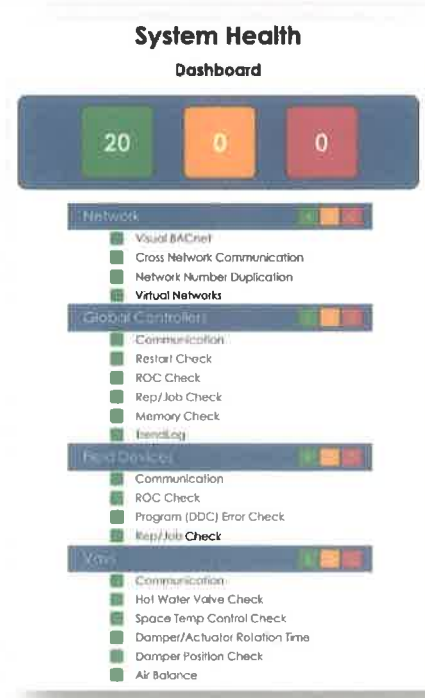 System Health
Dashboard
20 0 0
Network
Visual BACnet
Cross Network Communication
Network Number Duplication
Virtual Networks
Global Controllers
Communication
Restart Check
ROC Check
Rep/Job Check
Memory Check
TrendLog
Field Devices
Communication
ROC Check
Program (DDC) Error Check
Rep/Job Check
Communication
Hot Water Valve Check
Space Temp Control Check
Damper/Actuator Rotation Time
Damper Position Check
Air Balance